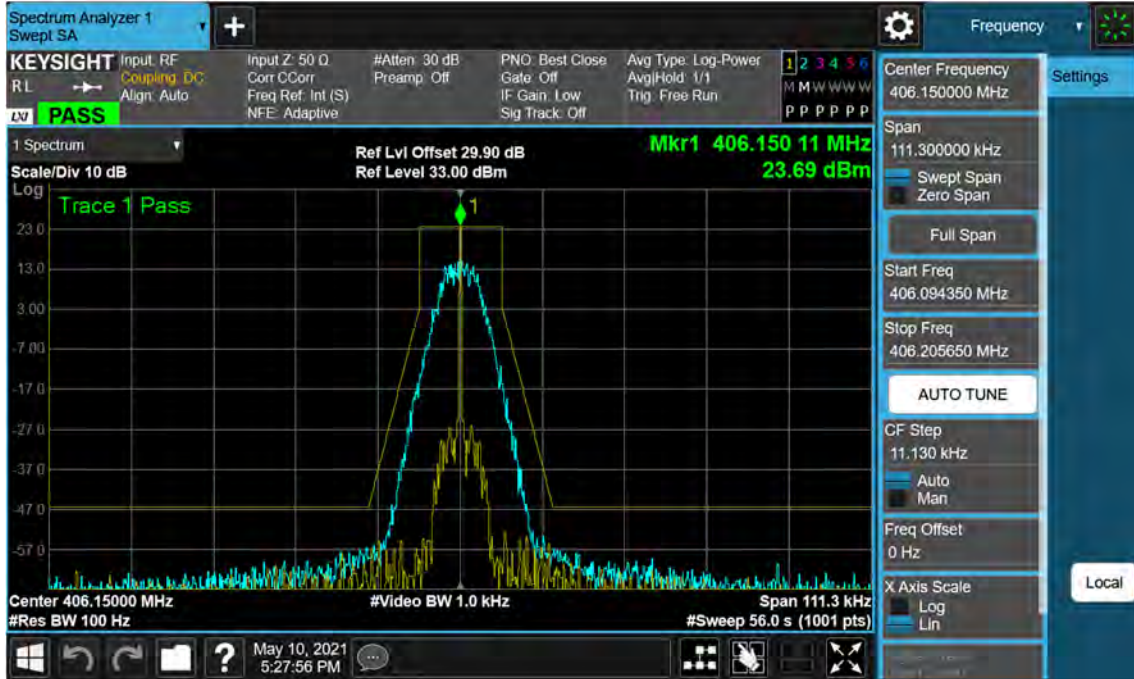 Spectrum Analyzer 1
Swept SA
+
Frequency
KEYSIGHT
RL
LXI PASS
Input: RF
Coupling: DC
Align: Auto
Input Z: 50 Ω
Corr CCorr
Freq Ref: Int (S)
NFE: Adaptive
#Atten: 30 dB
Preamp: Off
PNO: Best Close
Gate: Off
IF Gain: Low
Sig Track: Off
Avg Type: Log-Power
Avg|Hold: 1/1
Trig: Free Run
1 2 3 4 5 6
M M W W W W
P P P P P P
1 Spectrum
Scale/Div 10 dB
Ref Lvl Offset 29.90 dB
Ref Level 33.00 dBm
Mkr1 406.150 11 MHz
23.69 dBm
Log
Trace 1 Pass
1
23.0
13.0
3.00
-7.00
-17.0
-27.0
-37.0
-47.0
-57.0
Center 406.15000 MHz
#Res BW 100 Hz
#Video BW 1.0 kHz
Span 111.3 kHz
#Sweep 56.0 s (1001 pts)
?
May 10, 2021
5:27:56 PM
Center Frequency
406.150000 MHz
Span
111.300000 kHz
Swept Span
Zero Span
Full Span
Start Freq
406.094350 MHz
Stop Freq
406.205650 MHz
AUTO TUNE
CF Step
11.130 kHz
Auto
Man
Freq Offset
0 Hz
X Axis Scale
Log
Lin
Settings
Local